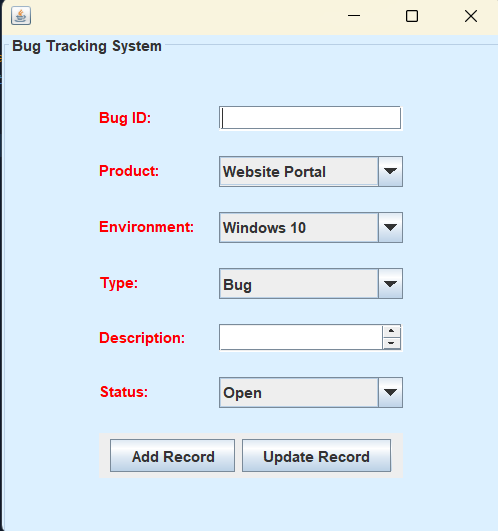 Bug Tracking System
Bug ID:
Product: Website Portal
Environment: Windows 10
Type: Bug
Description:
Status: Open
Add Record Update Record